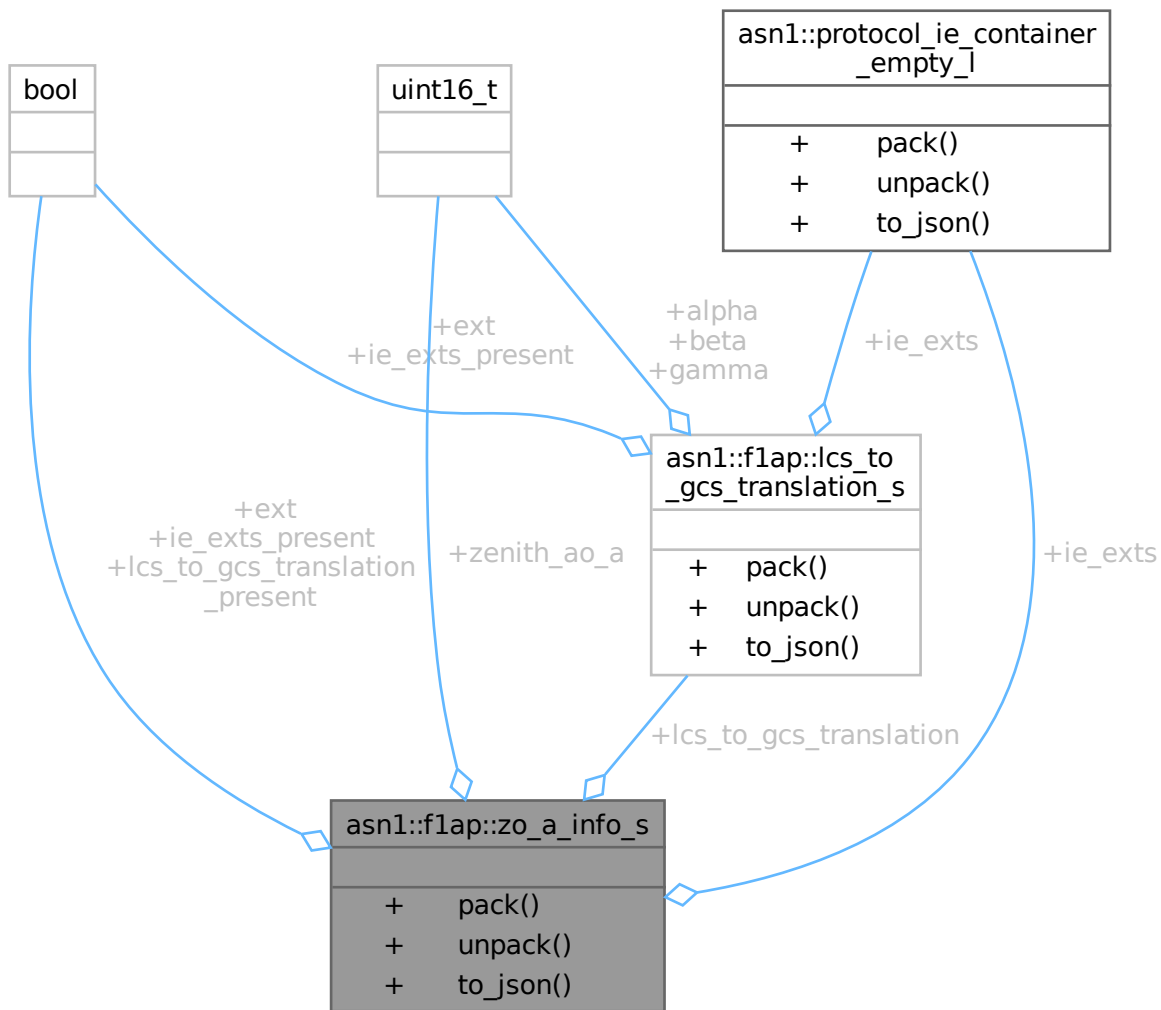 asn1::protocol_ie_container
_empty_l
+ pack()
+ unpack()
+ to_json()
bool
uint16_t
+alpha
+beta
+gamma
+ext
+ie_exts_present
+ie_exts
asn1::f1ap::lcs_to
_gcs_translation_s
+ pack()
+ unpack()
+ to_json()
+ext
+ie_exts_present
+lcs_to_gcs_translation
_present
+zenith_ao_a
+ie_exts
+lcs_to_gcs_translation
asn1::f1ap::zo_a_info_s
+ pack()
+ unpack()
+ to_json()